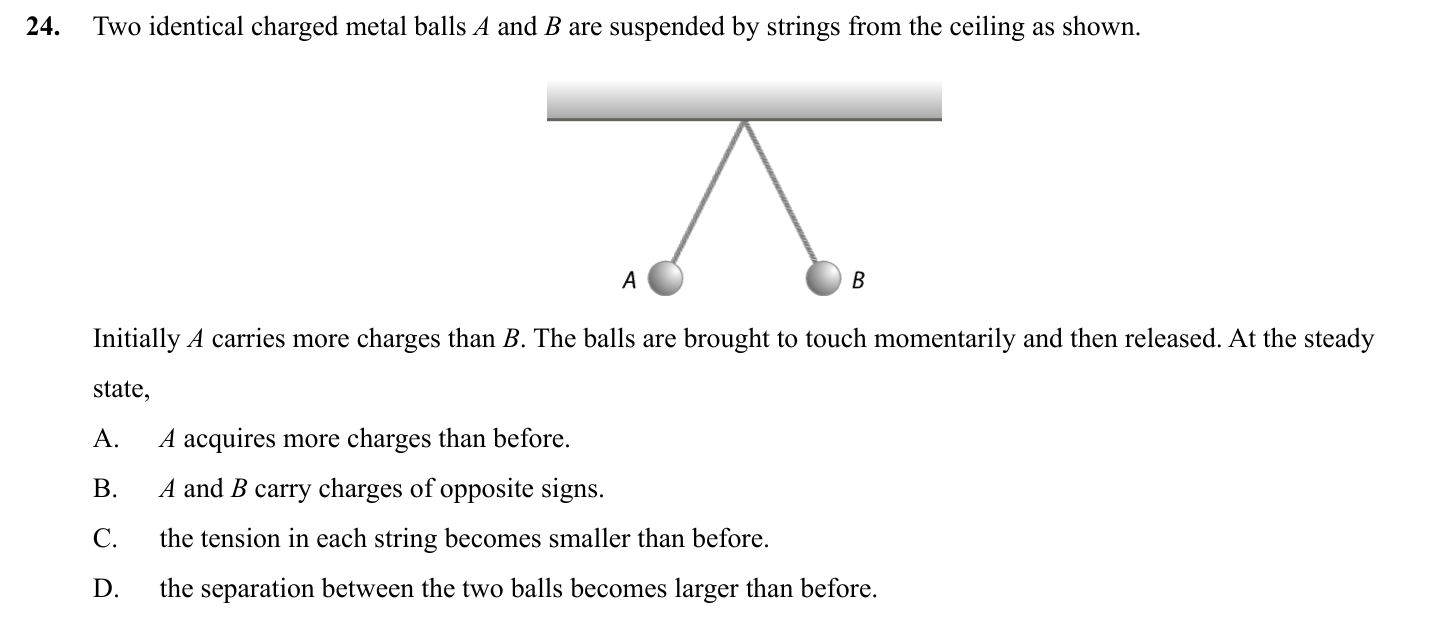 24. Two identical charged metal balls A and B are suspended by strings from the ceiling as shown.
A
B
Initially A carries more charges than B. The balls are brought to touch momentarily and then released. At the steady
state,
A. A acquires more charges than before.
B. A and B carry charges of opposite signs.
C. the tension in each string becomes smaller than before.
D. the separation between the two balls becomes larger than before.